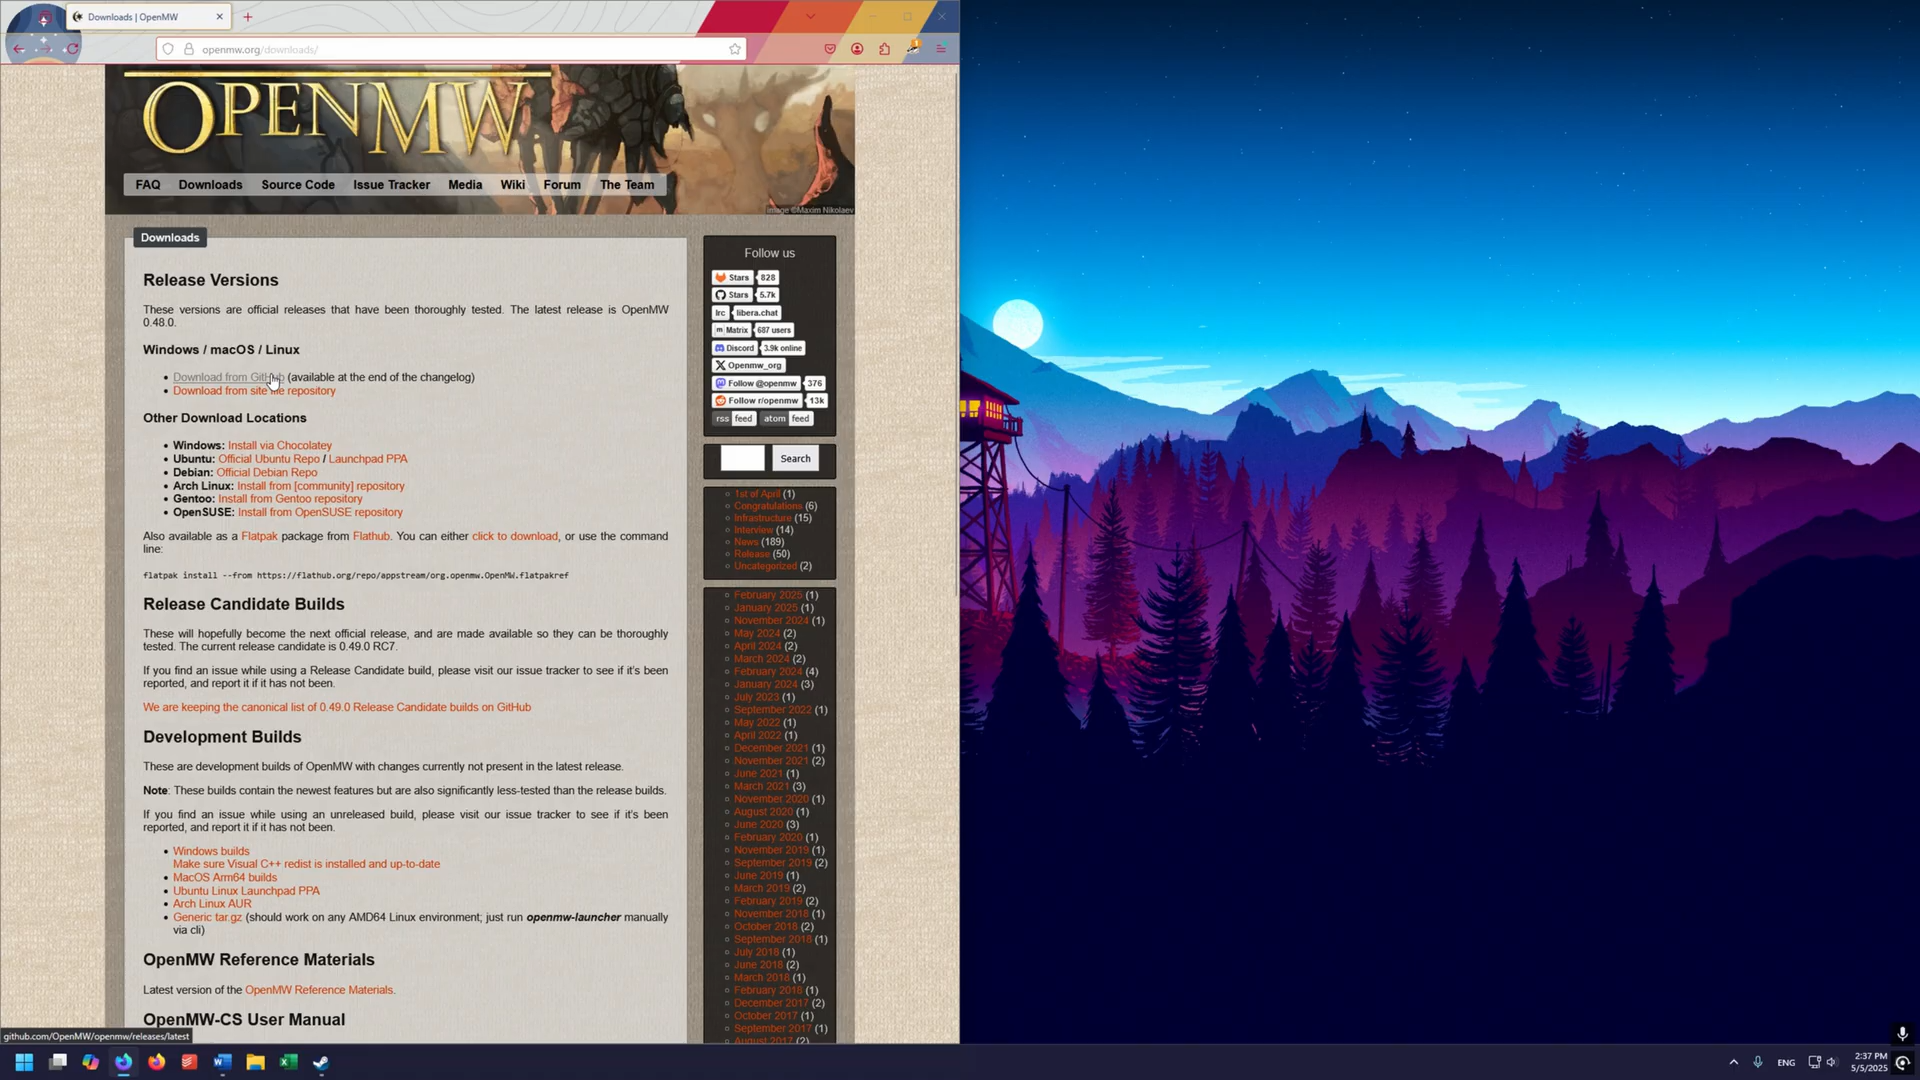 Downloads | OpenMW
openmw.org/downloads/
OPENMW
FAQ Downloads Source Code Issue Tracker Media Wiki Forum The Team
image ©Maxim Nikolaev
Downloads
Release Versions
These versions are official releases that have been thoroughly tested. The latest release is OpenMW
0.48.0.
Windows / macOS / Linux
Download from GitHub (available at the end of the changelog)
Download from site file repository
Other Download Locations
Windows: Install via Chocolatey
Ubuntu: Official Ubuntu Repo / Launchpad PPA
Debian: Official Debian Repo
Arch Linux: Install from [community] repository
Gentoo: Install from Gentoo repository
OpenSUSE: Install from OpenSUSE repository
Also available as a Flatpak package from Flathub. You can either click to download, or use the command
line:
flatpak install --from https://flathub.org/repo/appstream/org.openmw.OpenMW.flatpakref
Release Candidate Builds
These will hopefully become the next official release, and are made available so they can be thoroughly
tested. The current release candidate is 0.49.0 RC7.
If you find an issue while using a Release Candidate build, please visit our issue tracker to see if it's been
reported, and report it if it has not been.
We are keeping the canonical list of 0.49.0 Release Candidate builds on GitHub
Development Builds
These are development builds of OpenMW with changes currently not present in the latest release.
Note: These builds contain the newest features but are also significantly less-tested than the release builds.
If you find an issue while using an unreleased build, please visit our issue tracker to see if it's been
reported, and report it if it has not been.
Windows builds
Make sure Visual C++ redist is installed and up-to-date
MacOS Arm64 builds
Ubuntu Linux Launchpad PPA
Arch Linux AUR
Generic tar.gz (should work on any AMD64 Linux environment; just run openmw-launcher manually
via cli)
OpenMW Reference Materials
Latest version of the OpenMW Reference Materials.
OpenMW-CS User Manual
Follow us
Stars 828
Stars 5.7k
Irc libera.chat
Matrix 687 users
Discord 3.9k online
Openmw_org
Follow @openmw 376
Follow r/openmw 13k
rss feed atom feed
Search
1st of April (1)
Congratulations (6)
Infrastructure (15)
Interview (14)
News (189)
Release (50)
Uncategorized (2)
February 2025 (1)
January 2025 (1)
November 2024 (1)
May 2024 (2)
April 2024 (2)
March 2024 (2)
February 2024 (4)
January 2024 (3)
July 2023 (1)
September 2022 (1)
May 2022 (1)
April 2022 (1)
December 2021 (1)
November 2021 (2)
June 2021 (1)
March 2021 (3)
November 2020 (1)
August 2020 (1)
June 2020 (3)
February 2020 (1)
November 2019 (1)
September 2019 (2)
June 2019 (1)
March 2019 (2)
February 2019 (2)
November 2018 (1)
October 2018 (2)
September 2018 (1)
July 2018 (1)
June 2018 (2)
March 2018 (1)
February 2018 (1)
December 2017 (2)
October 2017 (1)
September 2017 (1)
August 2017 (2)
github.com/OpenMW/openmw/releases/latest
ENG
2:37 PM
5/5/2025